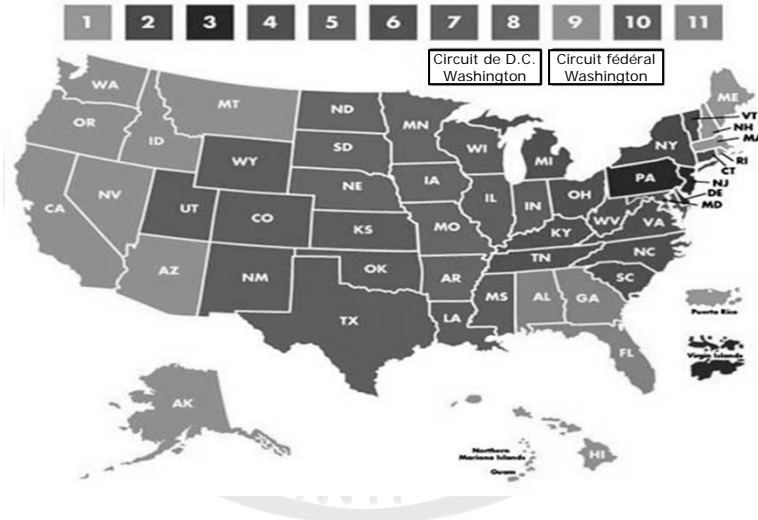 1 2 3 4 5 6 7 8 9 10 11
Circuit de D.C.
Washington
Circuit fédéral
Washington
WA
MT
ND
MN
ME
VT
NH
MA
OR
ID
SD
WI
MI
NY
RI
CT
WY
NE
IA
PA
NJ
DE
MD
NV
UT
CO
KS
IL
IN
OH
WV
VA
CA
MO
KY
NC
AZ
NM
OK
AR
TN
SC
TX
LA
MS
AL
GA
FL
Puerto Rico
Virgin Islands
AK
HI
Northern
Mariana Islands
Guam